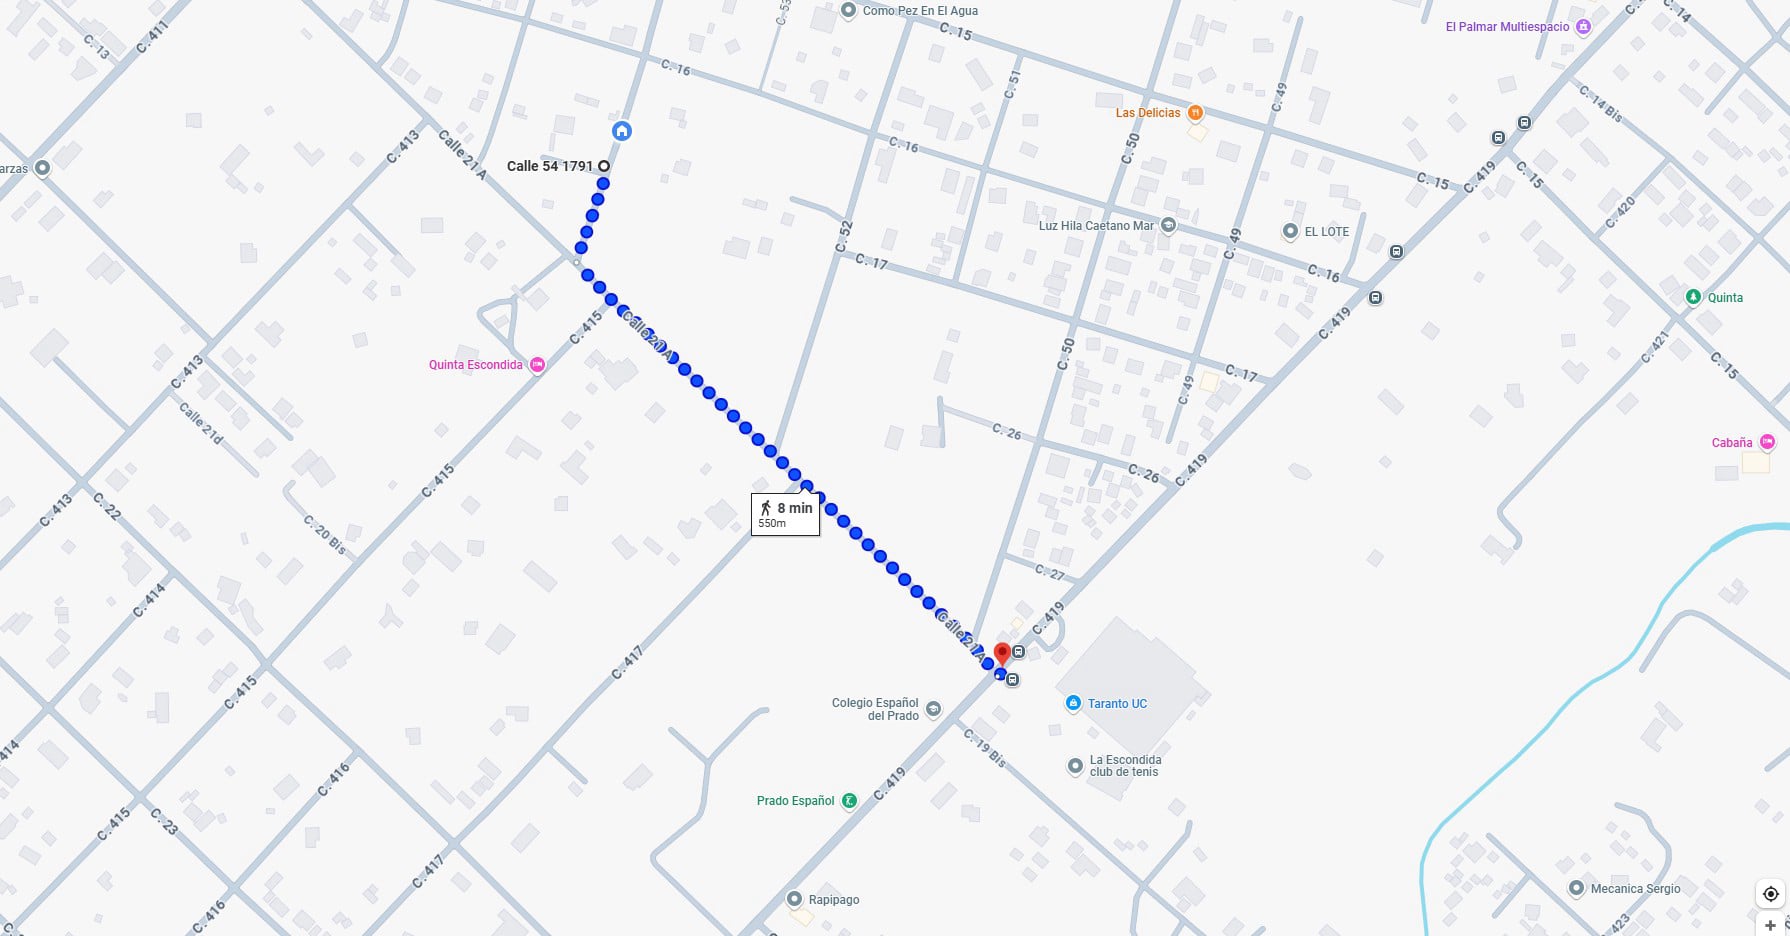 Como Pez En El Agua
C. 53
C. 14
El Palmar Multiespacio
C. 411
C. 13
C. 15
C. 16
C. 51
C. 49
C. 14 Bis
Las Delicias
C. 413
Calle 21 A
C. 16
C. 50
Calle 54 1791
arzas
C. 15
C. 419
C. 15
C. 420
C. 52
Luz Hila Caetano Mar
EL LOTE
C. 49
C. 17
C. 16
Quinta
C. 415
Calle 21 A
C. 419
C. 421
Quinta Escondida
C. 413
C. 50
C. 17
C. 15
C. 49
Calle 21d
C. 26
Cabaña
C. 415
C. 26
C. 419
C. 413
C. 22
8 min
550m
C. 20 Bis
C. 27
C. 414
C. 419
Calle 21 A
C. 417
C. 415
Colegio Español
del Prado
Taranto UC
C. 19 Bis
414
La Escondida
club de tenis
C. 416
C. 419
Prado Español
C. 415
C. 23
C. 417
Rapipago
Mecanica Sergio
C. 416
423